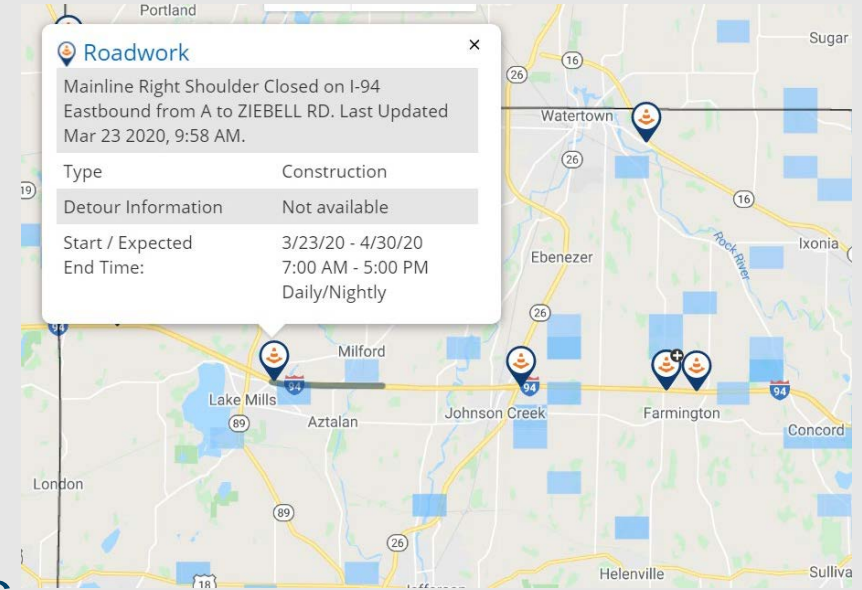 Portland
Sugar
Roadwork
×
Mainline Right Shoulder Closed on I-94
Eastbound from A to ZIEBELL RD. Last Updated
Mar 23 2020, 9:58 AM.
Type Construction
Detour Information Not available
Start / Expected 3/23/20 - 4/30/20
End Time: 7:00 AM - 5:00 PM
Daily/Nightly
16
26
Watertown
26
19
16
Rock River
Ixonia
Ebenezer
26
94
Milford
94
94
94
Lake Mills
89
Aztalan
Johnson Creek
Farmington
Concord
London
89
26
Helenville
Sulliva
18